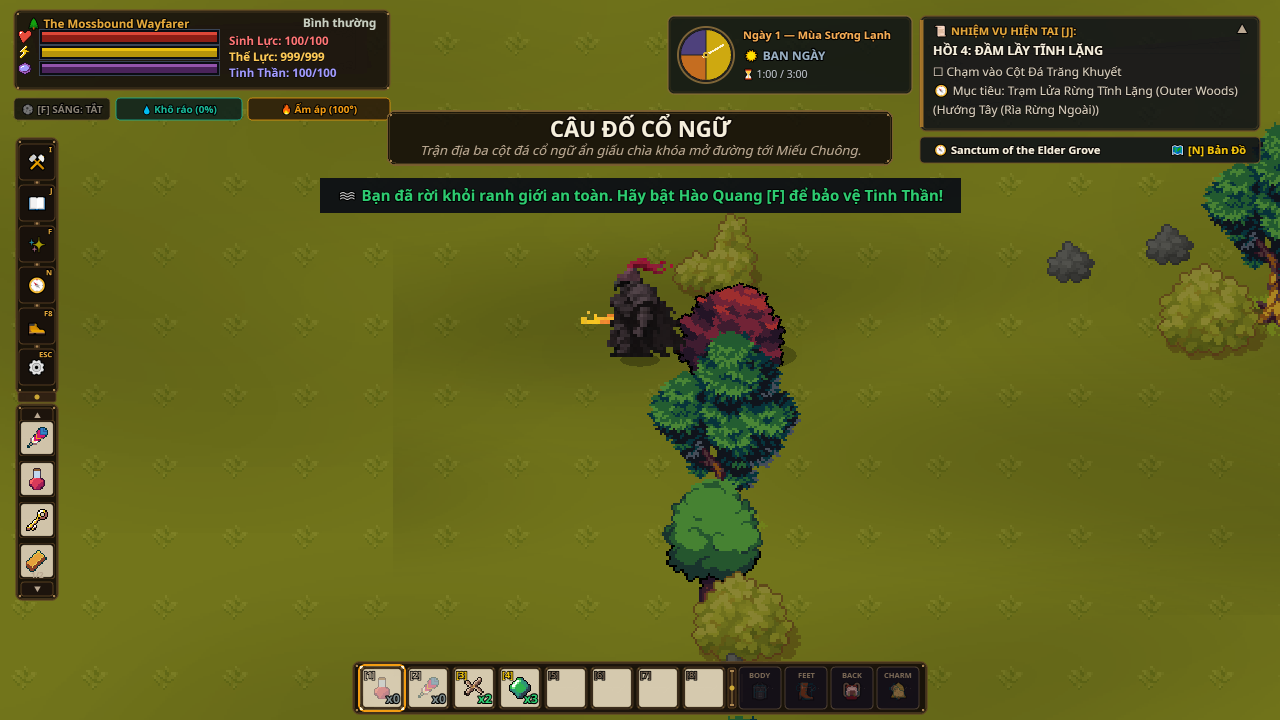 The Mossbound Wayfarer
Bình thường
Sinh Lực: 100/100
Thể Lực: 999/999
Tinh Thần: 100/100
[F] SÁNG: TẮT
Khô ráo (0%)
Ấm áp (100°)
Ngày 1 — Mùa Sương Lạnh
BAN NGÀY
1:00 / 3:00
NHIỆM VỤ HIỆN TẠI [J]:
HỒI 4: ĐẦM LẦY TĨNH LẶNG
☐ Chạm vào Cột Đá Trăng Khuyết
Mục tiêu: Trạm Lửa Rừng Tĩnh Lặng (Outer Woods)
(Hướng Tây (Rìa Rừng Ngoài))
Sanctum of the Elder Grove
[N] Bản Đồ
CÂU ĐỐ CỔ NGỮ
Trận địa ba cột đá cổ ngữ ẩn giấu chìa khóa mở đường tới Miếu Chuông.
Bạn đã rời khỏi ranh giới an toàn. Hãy bật Hào Quang [F] để bảo vệ Tinh Thần!
I
J
F
N
F8
ESC
[1]
x0
[2]
x0
[3]
x2
[4]
x3
[5]
[6]
[7]
[8]
BODY
FEET
BACK
CHARM